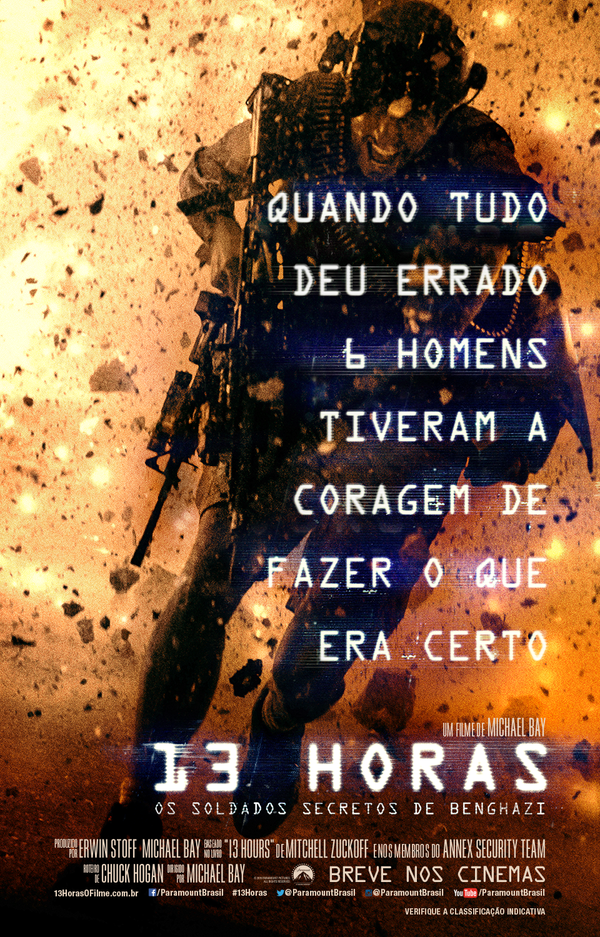 QUANDO TUDO
DEU ERRADO
6 HOMENS
TIVERAM A
CORAGEM DE
FAZER O QUE
ERA CERTO
UM FILME DE MICHAEL BAY
13 HORAS
OS SOLDADOS SECRETOS DE BENGHAZI
PRODUZIDO POR ERWIN STOFF MICHAEL BAY BASEADO NO LIVRO "13 HOURS" DE MITCHELL ZUCKOFF E NOS MEMBROS DO ANNEX SECURITY TEAM
ROTEIRO DE CHUCK HOGAN DIRIGIDO POR MICHAEL BAY BREVE NOS CINEMAS
13HorasOFilme.com.br /ParamountBrasil #13Horas @ParamountBrasil @ParamountBrasil YouTube /ParamountBrasil
VERIFIQUE A CLASSIFICAÇÃO INDICATIVA